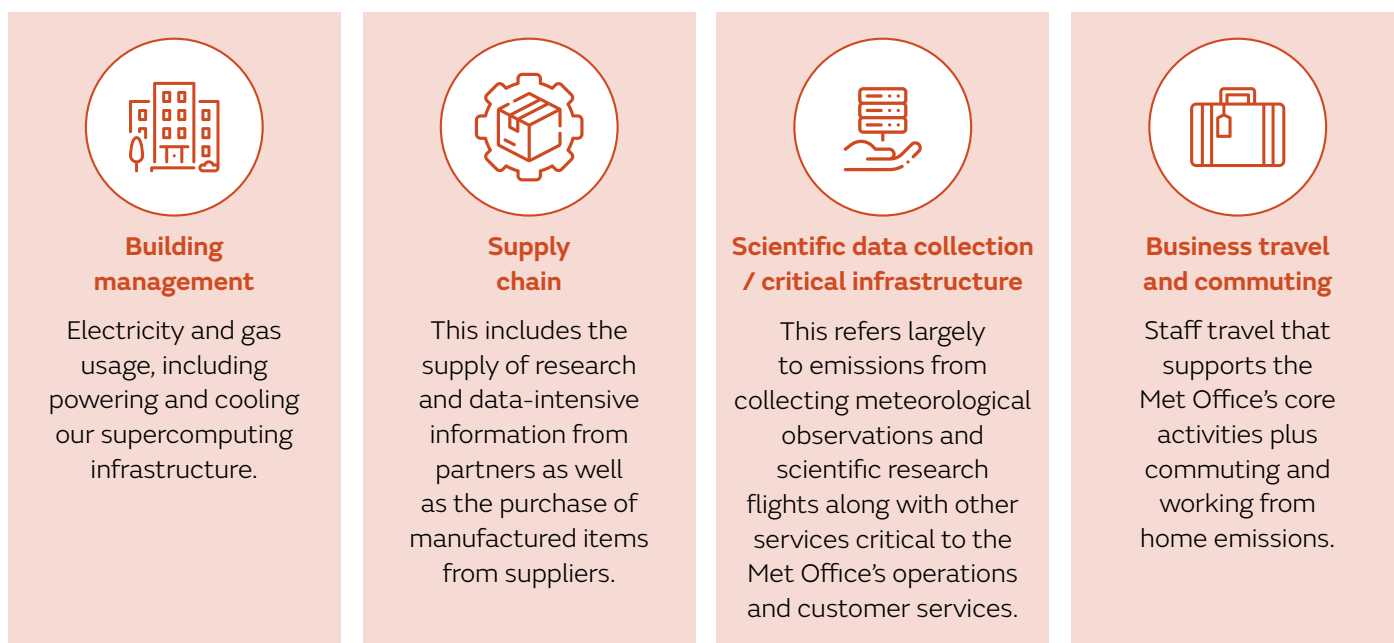 Building
management
Electricity and gas
usage, including
powering and cooling
our supercomputing
infrastructure.
Supply
chain
This includes the
supply of research
and data-intensive
information from
partners as well
as the purchase of
manufactured items
from suppliers.
Scientific data collection
/ critical infrastructure
This refers largely
to emissions from
collecting meteorological
observations and
scientific research
flights along with other
services critical to the
Met Office's operations
and customer services.
Business travel
and commuting
Staff travel that
supports the
Met Office's core
activities plus
commuting and
working from
home emissions.